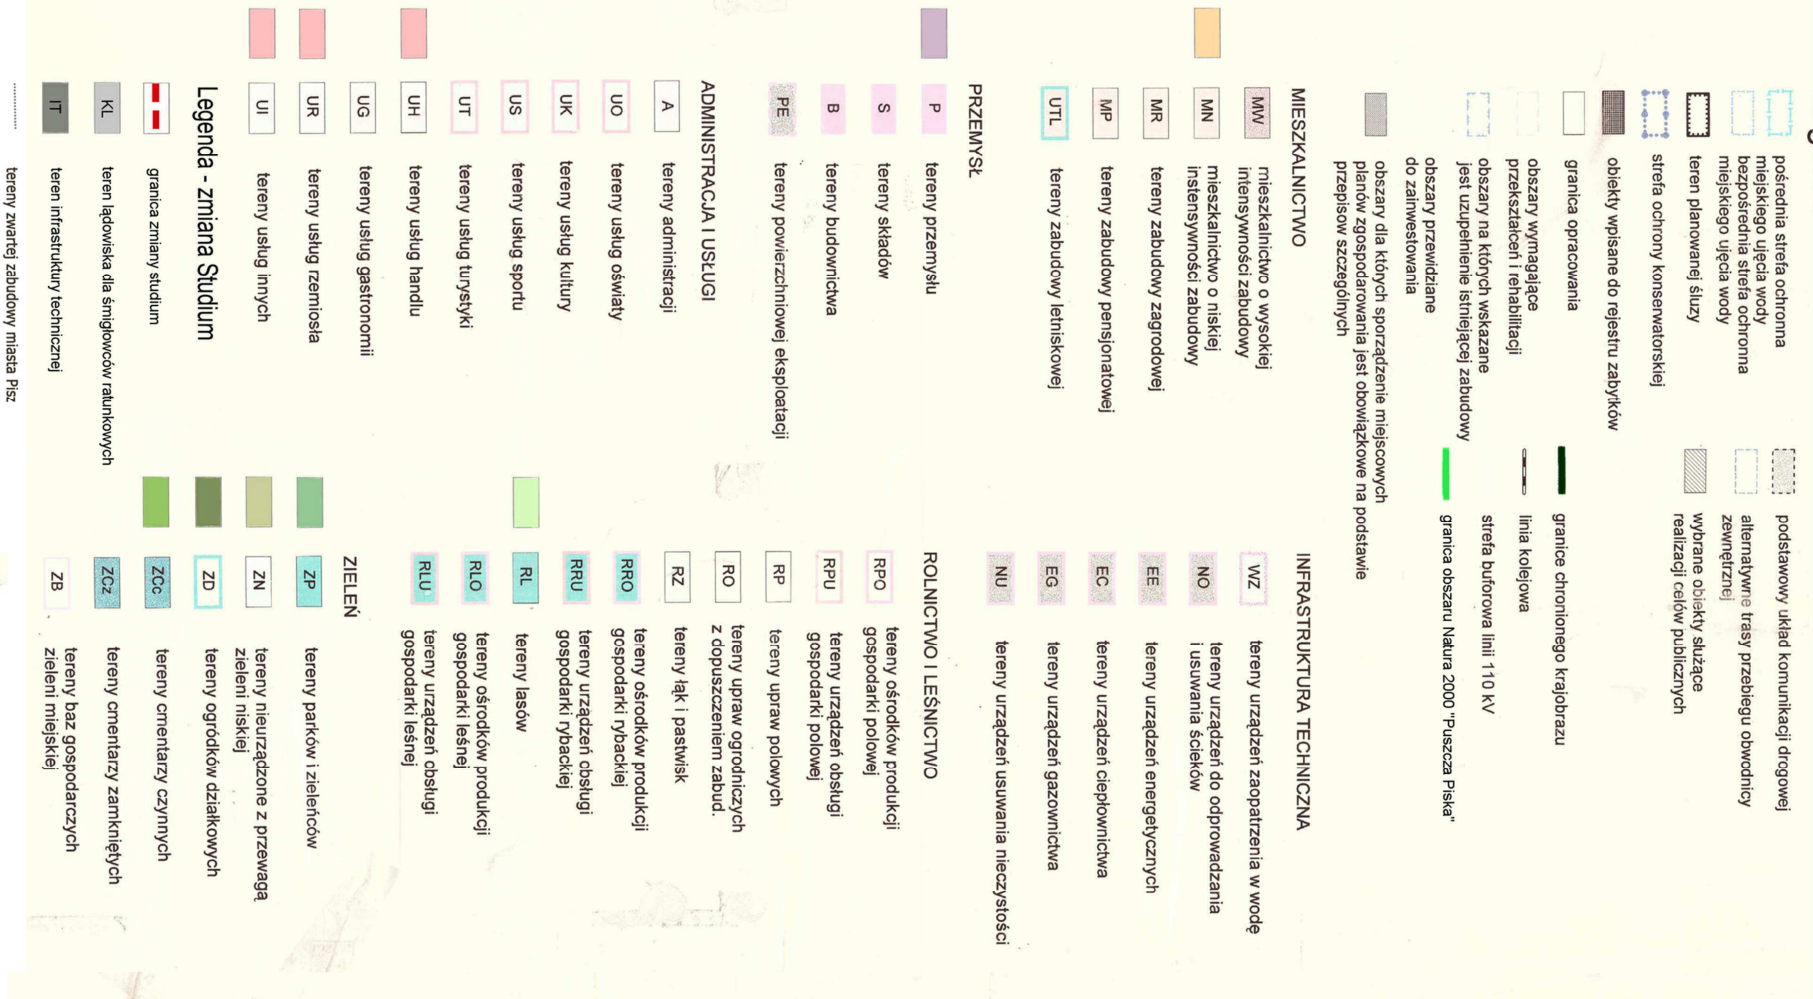 pośrednia strefa ochronna
miejskiego ujęcia wody
bezpośrednia strefa ochronna
miejskiego ujęcia wody
teren planowanej śluzy
strefa ochrony konserwatorskiej
obiekty wpisane do rejestru zabytków
granica opracowania
obszary wymagające
przekształceń i rehabilitacji
obszary na których wskazane
jest uzupełnienie istniejącej zabudowy
obszary przewidziane
do zainwestowania
obszary dla których sporządzenie miejscowych
planów zgospodarowania jest obowiązkowe na podstawie
przepisow szczególnych
MIESZKALNICTWO
MW mieszkalnictwo o wysokiej
intensywności zabudowy
MN mieszkalnictwo o niskiej
instensywności zabudowy
MR tereny zabudowy zagrodowej
MP tereny zabudowy pensjonatowej
UTL tereny zabudowy letniskowej
PRZEMYSŁ
P tereny przemysłu
S tereny składów
B tereny budownictwa
PE tereny powierzchniowej eksploatacji
ADMINISTRACJA I USŁUGI
A tereny administracji
UO tereny usług oświaty
UK tereny usług kultury
US tereny usług sportu
UT tereny usług turystyki
UH tereny usług handlu
UG tereny usług gastronomii
UR tereny usług rzemiosła
UI tereny usług innych
Legenda - zmiana Studium
granica zmiany studium
KL teren lądowiska dla śmigłowców ratunkowych
IT teren infrastruktury technicznej
tereny zwartej zabudowy miasta Pisz
podstawowy układ komunikacji drogowej
alternatywne trasy przebiegu obwodnicy
zewnętrznej
wybrane obiekty służące
realizacji celów publicznych
granice chronionego krajobrazu
linia kolejowa
strefa buforowa linii 110 kV
granica obszaru Natura 2000 "Puszcza Piska"
INFRASTRUKTURA TECHNICZNA
WZ tereny urządzeń zaopatrzenia w wodę
NO tereny urządzeń do odprowadzania
i usuwania ścieków
EE tereny urządzeń energetycznych
EC tereny urządzeń ciepłownictwa
EG tereny urządzeń gazownictwa
NU tereny urządzeń usuwania nieczystości
ROLNICTWO I LEŚNICTWO
RPO tereny ośrodków produkcji
gospodarki polowej
RPU tereny urządzeń obsługi
gospodarki polowej
RP tereny upraw polowych
RO tereny upraw ogrodniczych
z dopuszczeniem zabud.
RZ tereny łąk i pastwisk
RRO tereny ośrodków produkcji
gospodarki rybackiej
RRU tereny urządzeń obsługi
gospodarki rybackiej
RL tereny lasów
RLO tereny ośrodków produkcji
gospodarki leśnej
RLU tereny urządzeń obsługi
gospodarki leśnej
ZIELEŃ
ZP tereny parków i zieleńców
ZN tereny nieurządzone z przewagą
zieleni niskiej
ZD tereny ogródków działkowych
ZCc tereny cmentarzy czynnych
ZCz tereny cmentarzy zamkniętych
ZB tereny baz gospodarczych
zieleni miejskiej